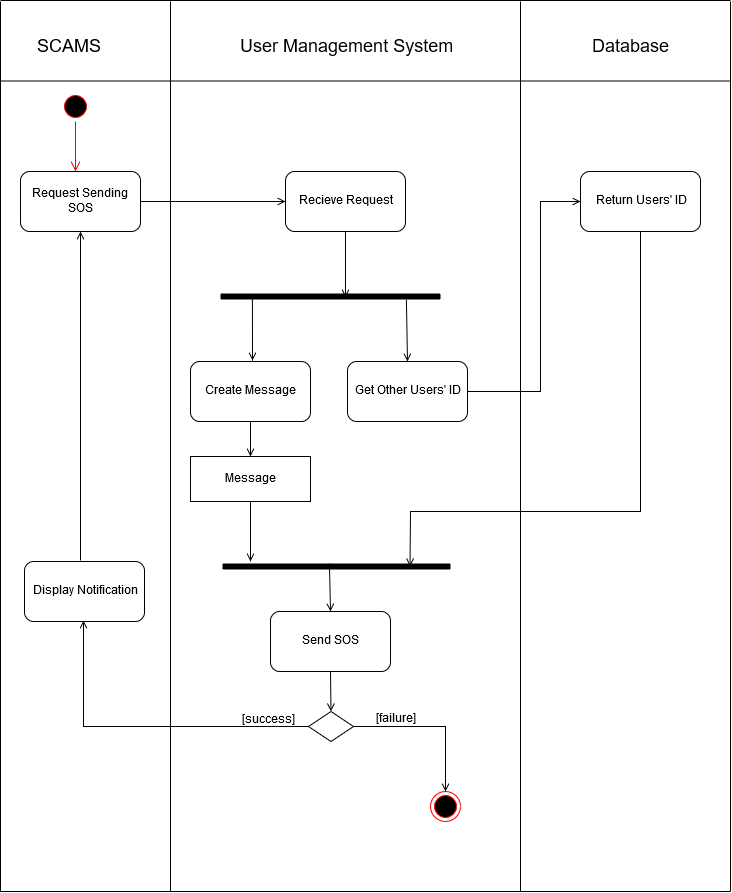 SCAMS
User Management System
Database
Request Sending
SOS
Recieve Request
Return Users' ID
Create Message
Get Other Users' ID
Message
Display Notification
Send SOS
[success]
[failure]